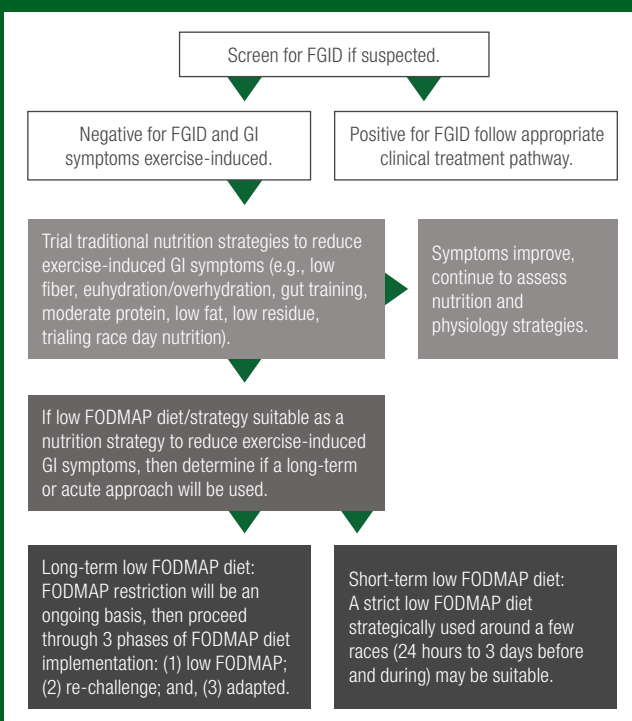 Screen for FGID if suspected.
Negative for FGID and GI
symptoms exercise-induced.
Positive for FGID follow appropriate
clinical treatment pathway.
Trial traditional nutrition strategies to reduce
exercise-induced GI symptoms (e.g., low
fiber, euhydration/overhydration, gut training,
moderate protein, low fat, low residue,
trialing race day nutrition).
Symptoms improve,
continue to assess
nutrition and
physiology strategies.
If low FODMAP diet/strategy suitable as a
nutrition strategy to reduce exercise-induced
GI symptoms, then determine if a long-term
or acute approach will be used.
Long-term low FODMAP diet:
FODMAP restriction will be an
ongoing basis, then proceed
through 3 phases of FODMAP diet
implementation: (1) low FODMAP;
(2) re-challenge; and, (3) adapted.
Short-term low FODMAP diet:
A strict low FODMAP diet
strategically used around a few
races (24 hours to 3 days before
and during) may be suitable.